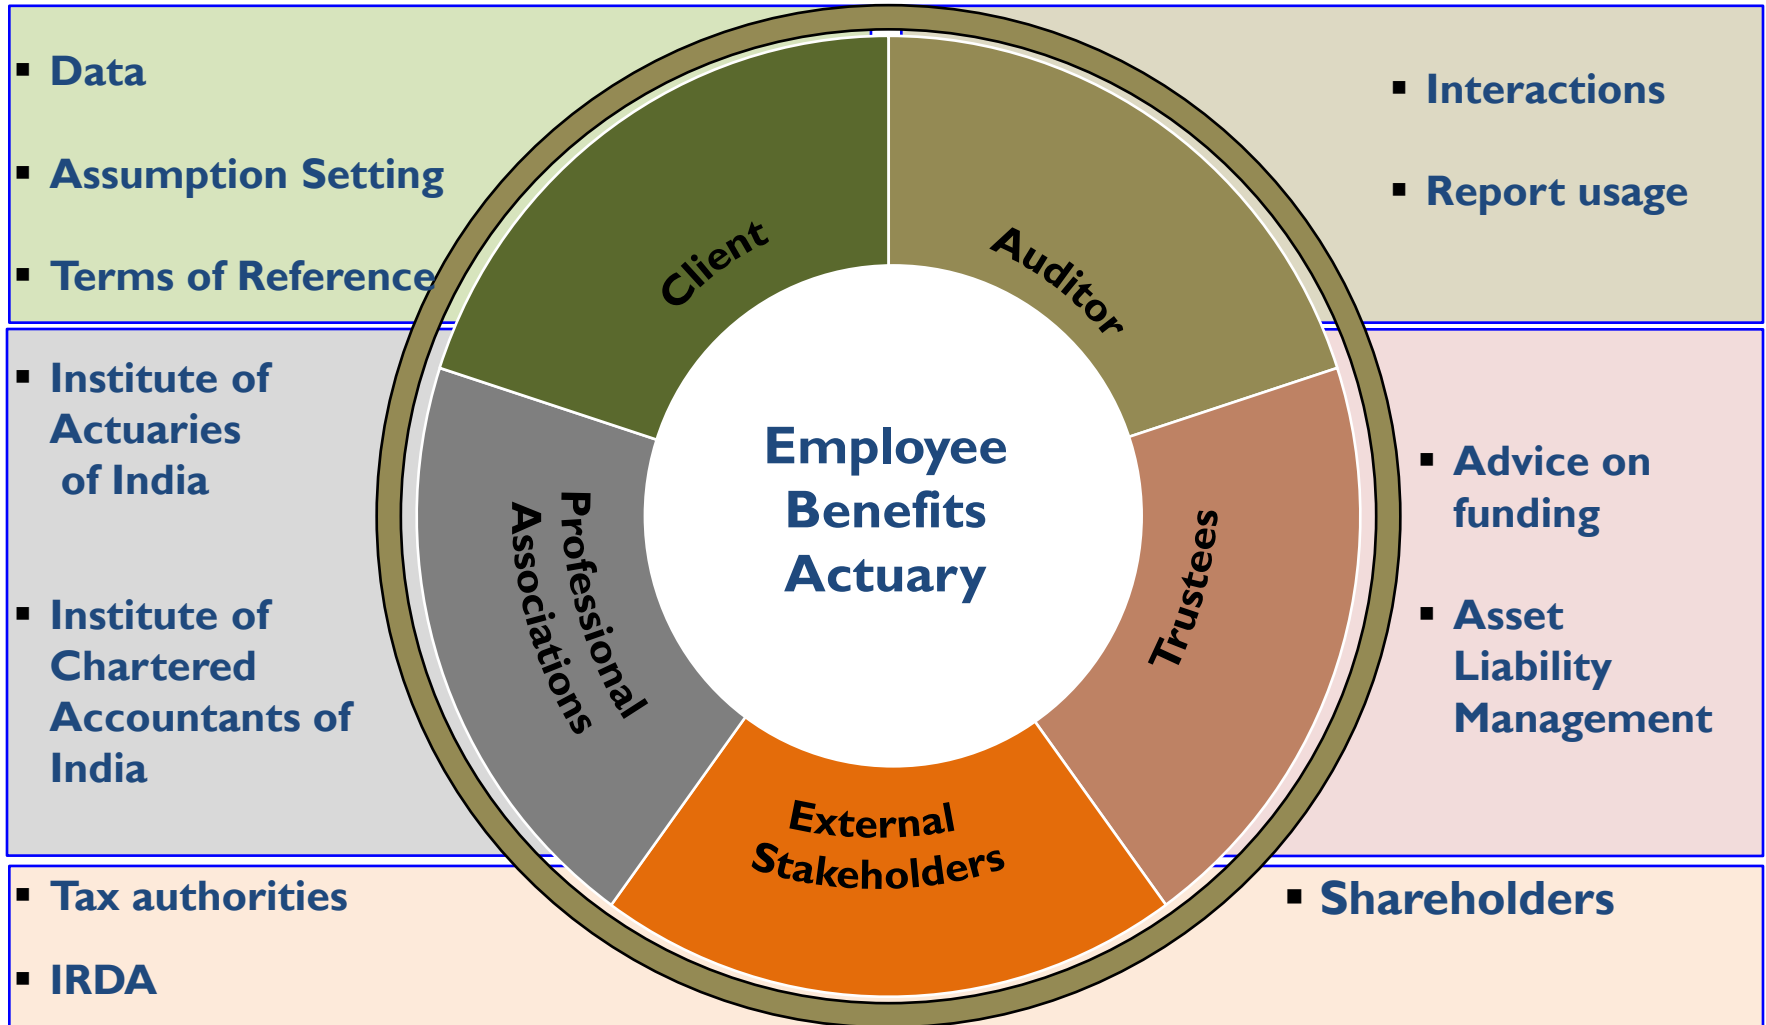 ▪ Data
▪ Assumption Setting
▪ Terms of Reference
▪ Interactions
▪ Report usage
Client
Auditor
▪ Institute of
Actuaries
of India
▪ Institute of
Chartered
Accountants of
India
Professional
Associations
Employee
Benefits
Actuary
Trustees
▪ Advice on
funding
▪ Asset
Liability
Management
External
Stakeholders
▪ Tax authorities
▪ IRDA
▪ Shareholders